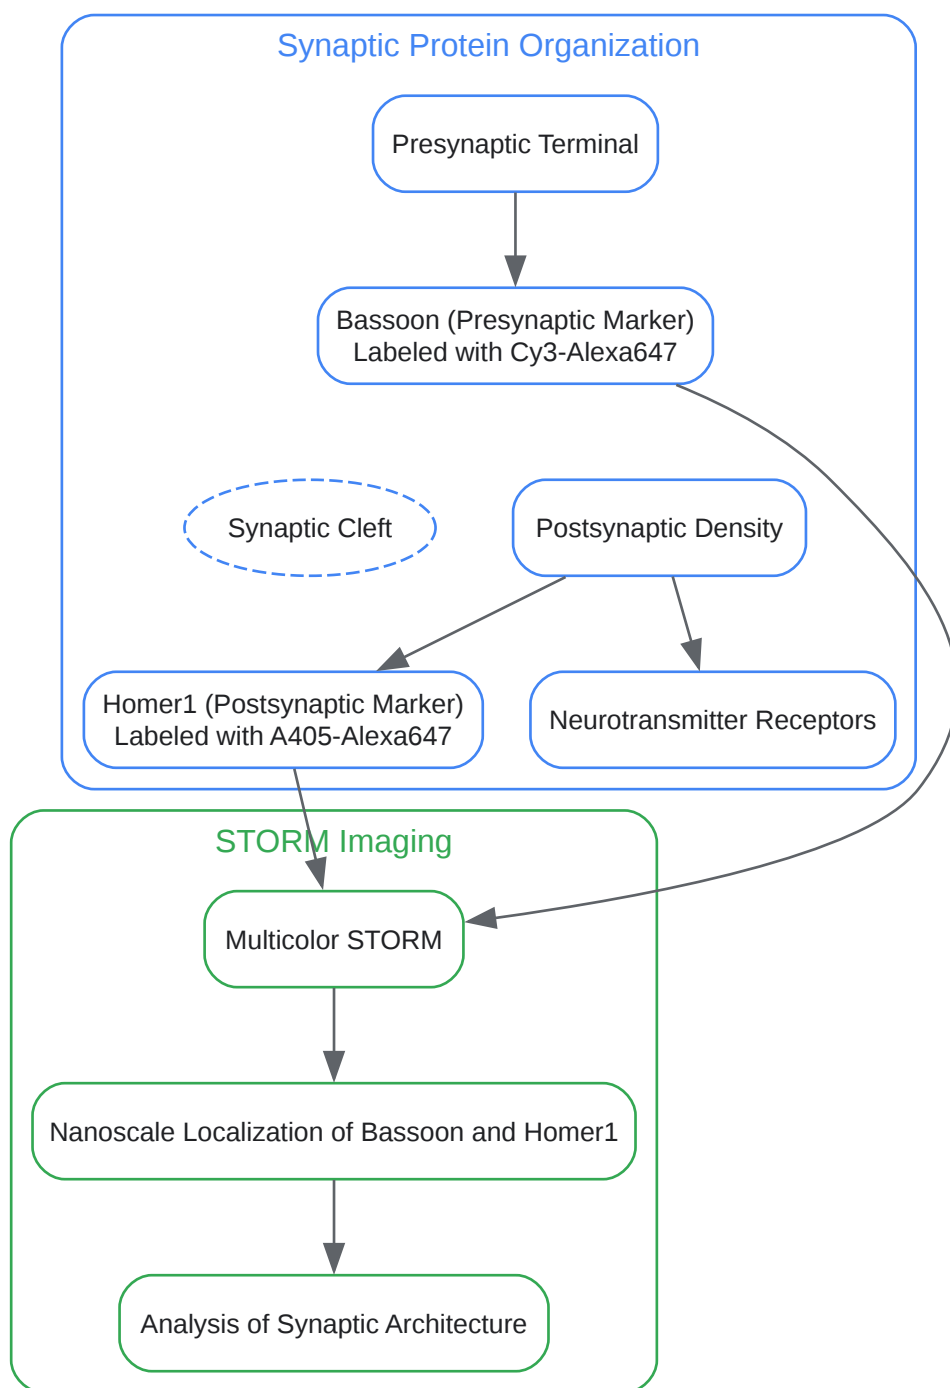 Synaptic Protein Organization
Presynaptic Terminal
Bassoon (Presynaptic Marker)
Labeled with Cy3-Alexa647
Synaptic Cleft
Postsynaptic Density
Homer1 (Postsynaptic Marker)
Labeled with A405-Alexa647
Neurotransmitter Receptors
STORM Imaging
Multicolor STORM
Nanoscale Localization of Bassoon and Homer1
Analysis of Synaptic Architecture